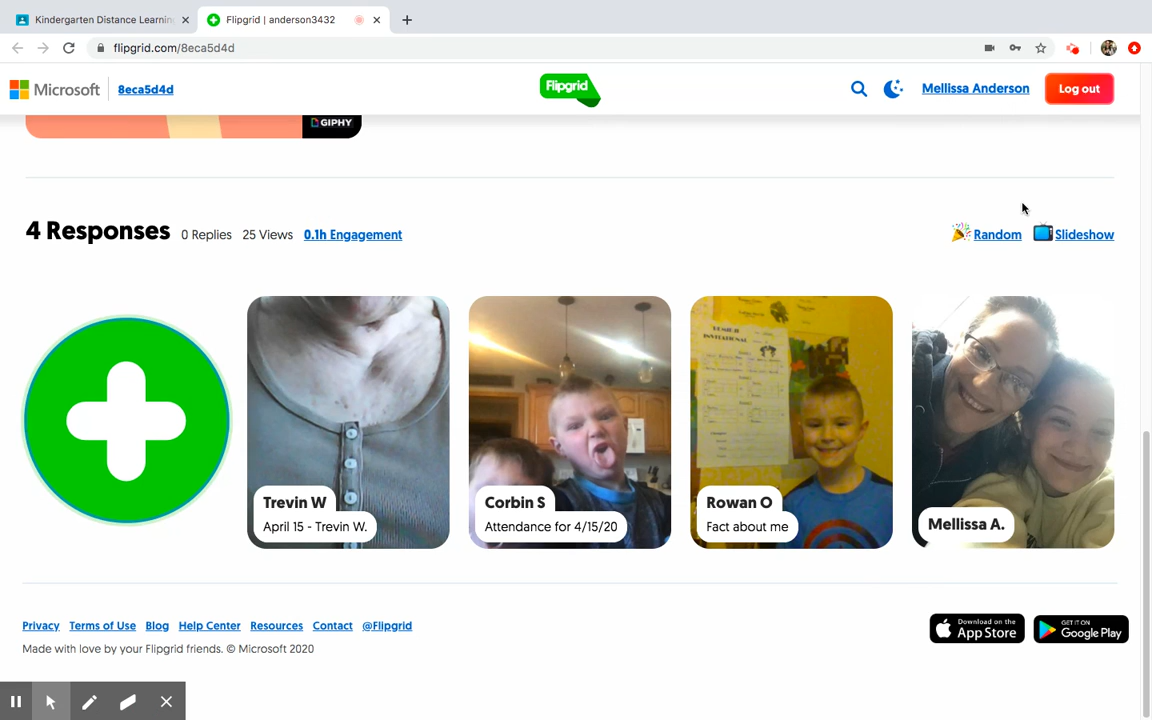 Kindergarten Distance Learnin
Flipgrid | anderson3432
flipgrid.com/8eca5d4d
Microsoft
8eca5d4d
Flipgrid
Mellissa Anderson
Log out
GIPHY
4 Responses
0 Replies
25 Views
0.1h Engagement
Random
Slideshow
Trevin W
April 15 - Trevin W.
Corbin S
Attendance for 4/15/20
Rowan O
Fact about me
Mellissa A.
Privacy
Terms of Use
Blog
Help Center
Resources
Contact
@Flipgrid
Made with love by your Flipgrid friends. © Microsoft 2020
Download on the
App Store
GET IT ON
Google Play